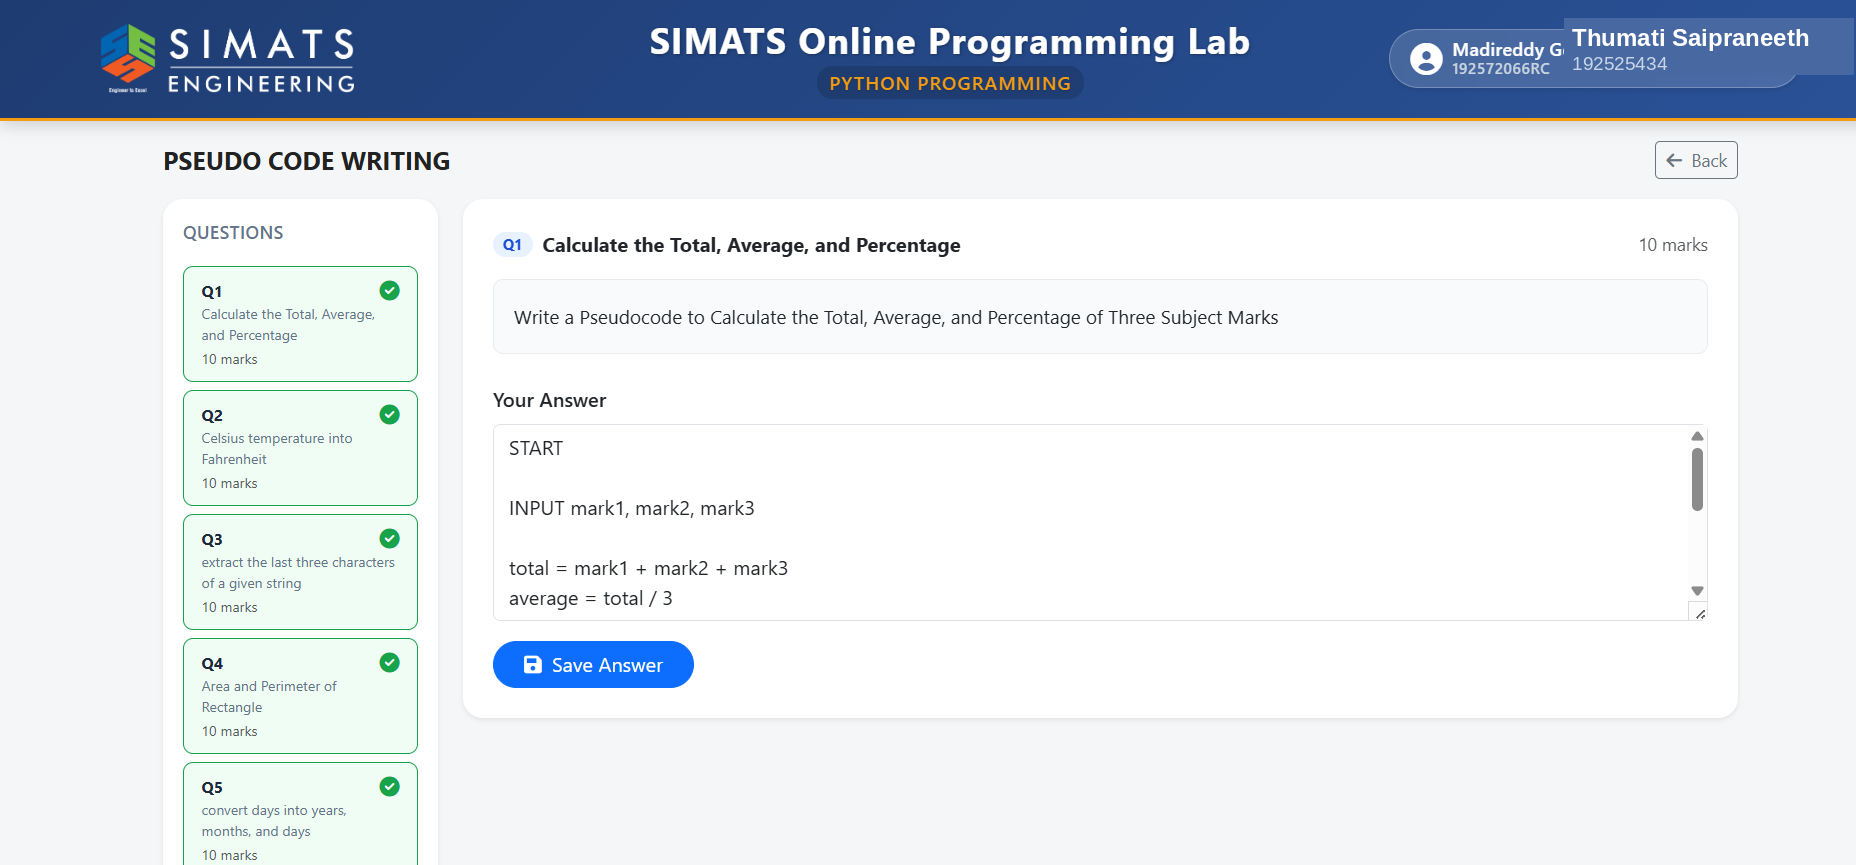 SIMATS
ENGINEERING
Engineer to Excel
SIMATS Online Programming Lab
PYTHON PROGRAMMING
Madireddy G
192572066RC
Thumati Saipraneeth
192525434
PSEUDO CODE WRITING
Back
QUESTIONS
Q1
Calculate the Total, Average,
and Percentage
10 marks
Q2
Celsius temperature into
Fahrenheit
10 marks
Q3
extract the last three characters
of a given string
10 marks
Q4
Area and Perimeter of
Rectangle
10 marks
Q5
convert days into years,
months, and days
10 marks
Q1 Calculate the Total, Average, and Percentage
10 marks
Write a Pseudocode to Calculate the Total, Average, and Percentage of Three Subject Marks
Your Answer
START
INPUT mark1, mark2, mark3
total = mark1 + mark2 + mark3
average = total / 3
Save Answer